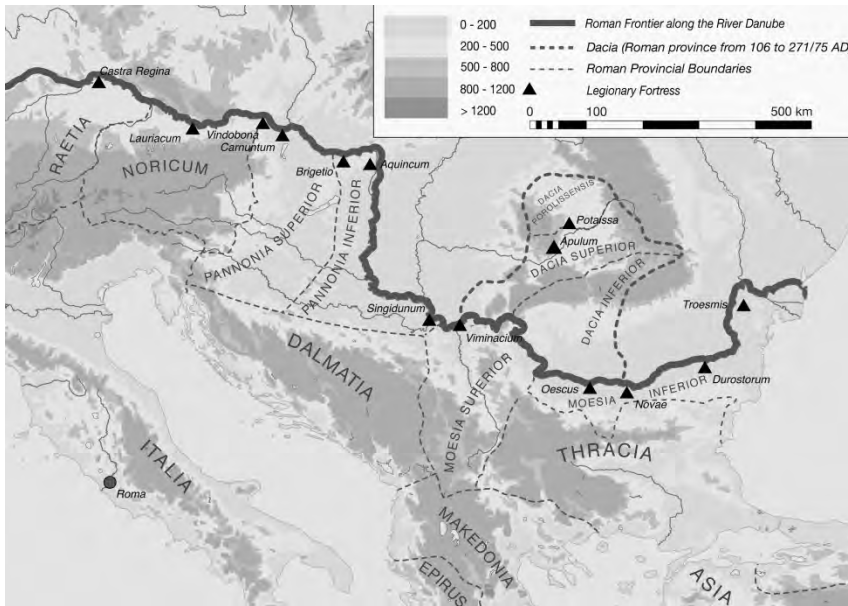 0 - 200
200 - 500
500 - 800
800 - 1200
> 1200
Roman Frontier along the River Danube
Dacia (Roman province from 106 to 271/75 AD)
Roman Provincial Boundaries
Legionary Fortress
0 100 500 km
Castra Regina
RAETIA
Lauriacum
Vindobona
Carnuntum
NORICUM
Brigetio
Aquincum
PANNONIA SUPERIOR
PANNONIA INFERIOR
DACIA
POROLISSENSIS
Potaissa
Apulum
DACIA SUPERIOR
DACIA INFERIOR
Singidunum
Viminacium
Troesmis
DALMATIA
MOESIA SUPERIOR
Oescus
MOESIA INFERIOR
Durostorum
Novae
ITALIA
Roma
THRACIA
MAKEDONIA
EPIRUS
ASIA